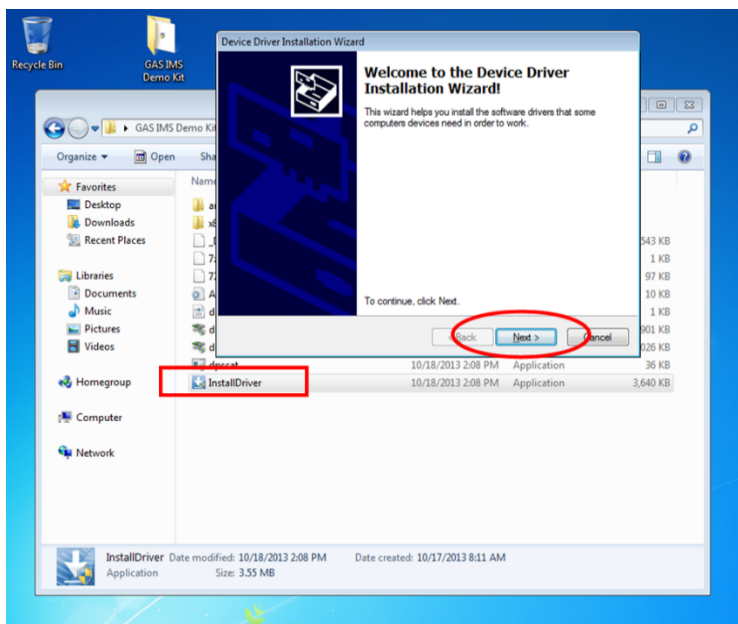 Recycle Bin
GAS IMS
Demo Kit
Device Driver Installation Wizard
Welcome to the Device Driver
Installation Wizard!
This wizard helps you install the software drivers that some
computers devices need in order to work.
To continue, click Next.
< Back
Next >
Cancel
GAS IMS Demo Kit
Organize
Open
Sha
Favorites
Desktop
Downloads
Recent Places
Libraries
Documents
Music
Pictures
Videos
Homegroup
Computer
Network
Name
543 KB
1 KB
97 KB
10 KB
1 KB
901 KB
026 KB
dpscat 10/18/2013 2:08 PM Application 36 KB
InstallDriver 10/18/2013 2:08 PM Application 3,640 KB
InstallDriver Date modified: 10/18/2013 2:08 PM Date created: 10/17/2013 8:11 AM
Application Size: 3.55 MB